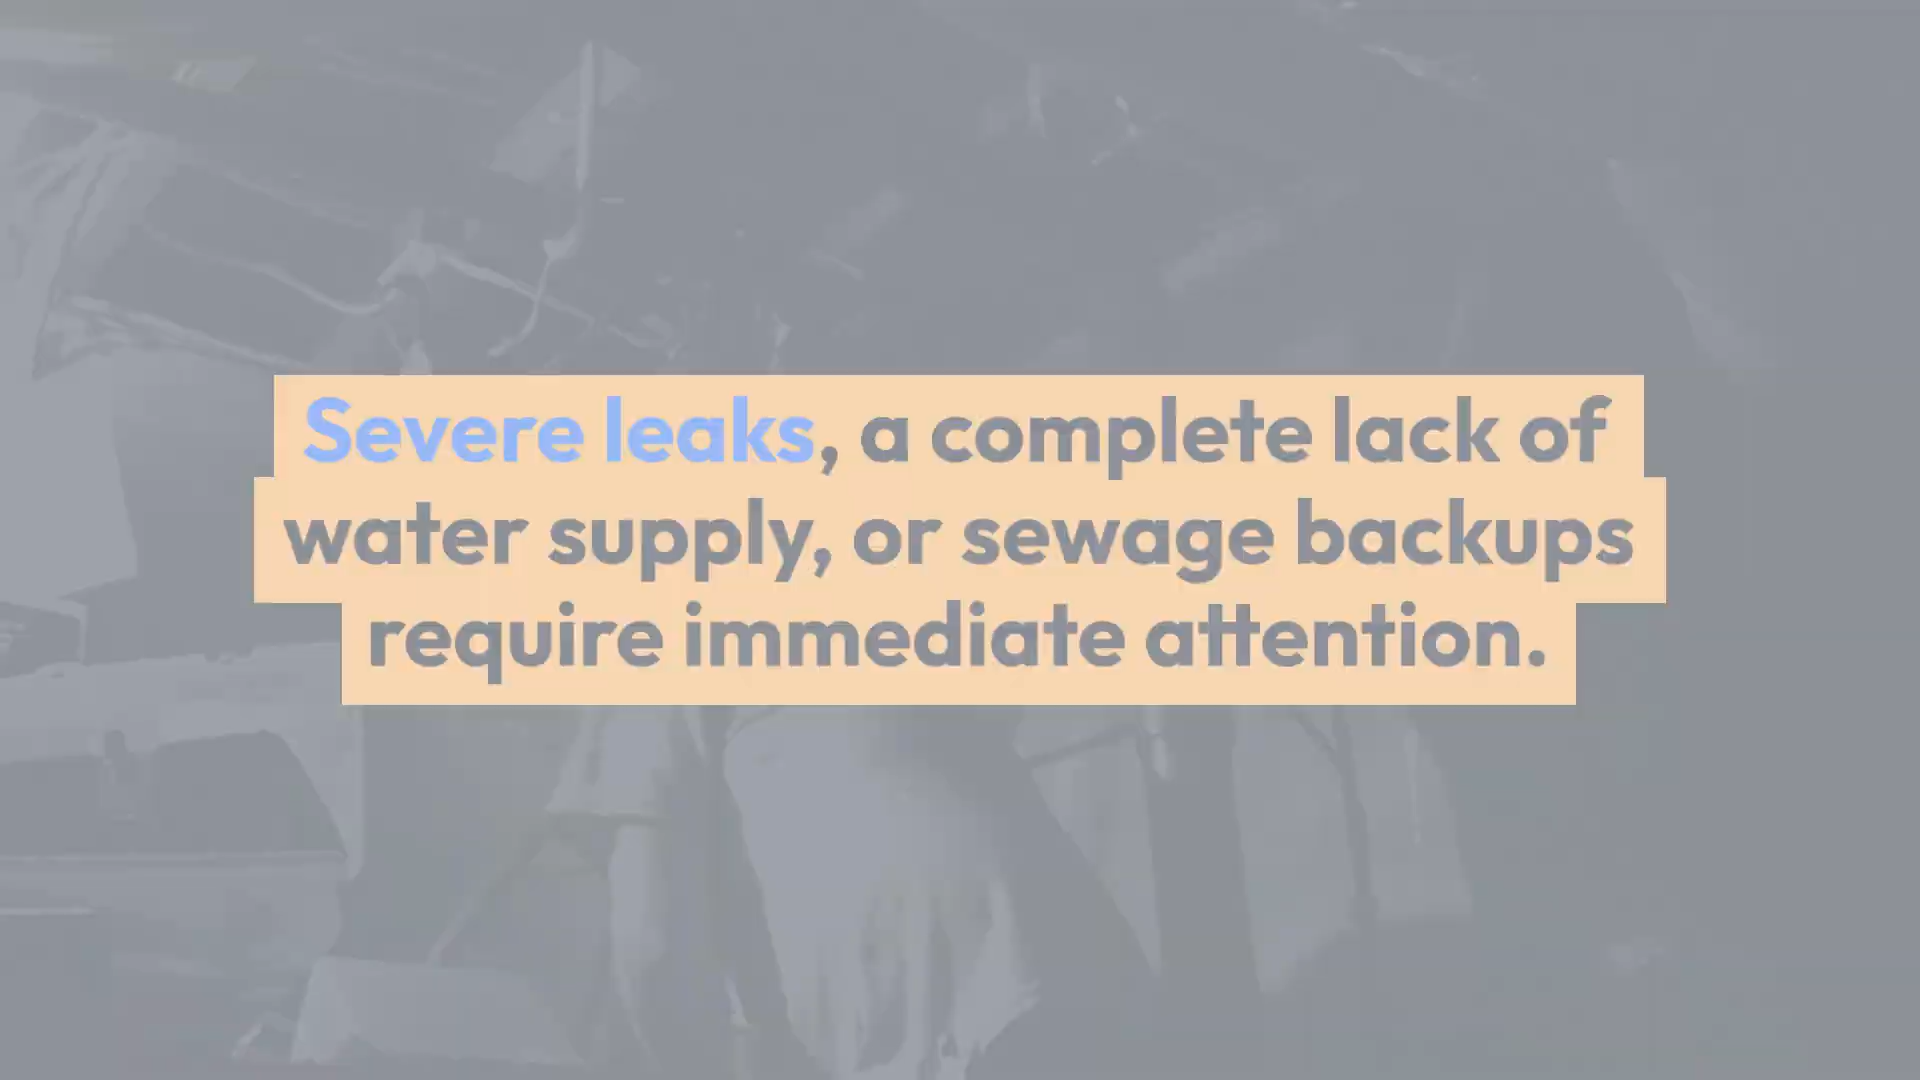 Severe leaks, a complete lack of
water supply, or sewage backups
require immediate attention.